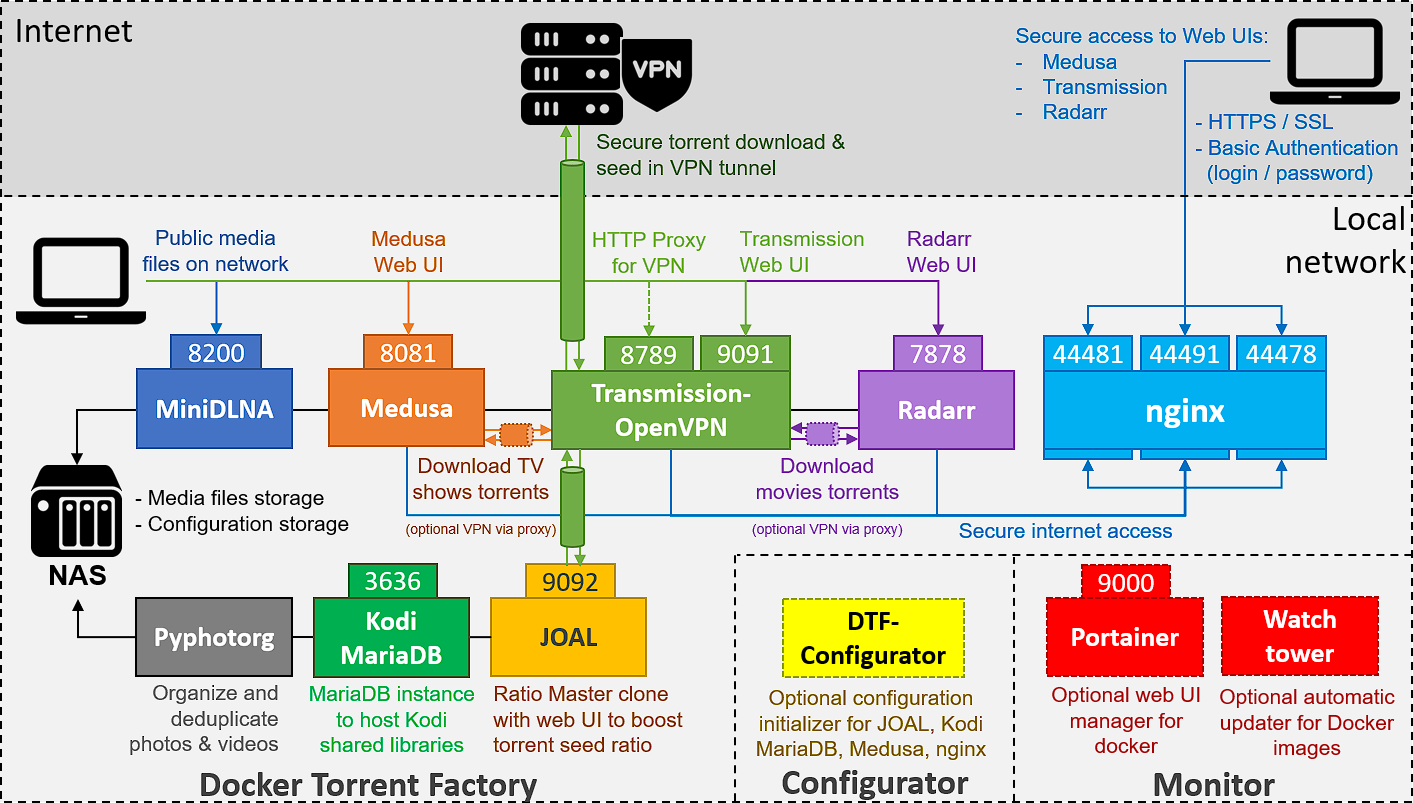 Internet
VPN
Secure access to Web UIs:
- Medusa
- Transmission
- Radarr
- HTTPS / SSL
- Basic Authentication
(login / password)
Secure torrent download &
seed in VPN tunnel
Local
network
Public media
files on network
Medusa
Web UI
HTTP Proxy
for VPN
Transmission
Web UI
Radarr
Web UI
8200
8081
8789
9091
7878
44481
44491
44478
MiniDLNA
Medusa
Transmission-
OpenVPN
Radarr
nginx
Download TV
shows torrents
(optional VPN via proxy)
Download
movies torrents
(optional VPN via proxy)
Secure internet access
- Media files storage
- Configuration storage
NAS
3636
9092
9000
Pyphotorg
Kodi
MariaDB
JOAL
DTF-
Configurator
Portainer
Watch
tower
Organize and
deduplicate
photos & videos
MariaDB instance
to host Kodi
shared libraries
Ratio Master clone
with web UI to boost
torrent seed ratio
Optional configuration
initializer for JOAL, Kodi
MariaDB, Medusa, nginx
Optional web UI
manager for
docker
Optional automatic
updater for Docker
images
Docker Torrent Factory
Configurator
Monitor